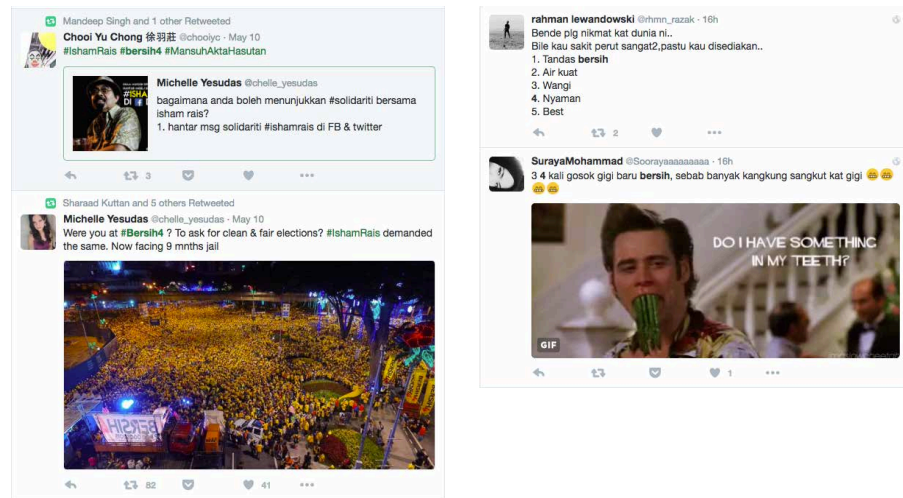 Mandeep Singh and 1 other Retweeted
Chooi Yu Chong 徐羽莊 @chooiyc · May 10
#IshamRais #bersih4 #MansuhAktaHasutan
Michelle Yesudas @chelle_yesudas
bagaimana anda boleh menunjukkan #solidariti bersama
isham rais?
1. hantar msg solidariti #ishamrais di FB & twitter
3
Sharaad Kuttan and 5 others Retweeted
Michelle Yesudas @chelle_yesudas · May 10
Were you at #Bersih4 ? To ask for clean & fair elections? #IshamRais demanded
the same. Now facing 9 mnths jail
BERSIH
82 41
rahman lewandowski @rhmn_razak · 16h
Bende plg nikmat kat dunia ni..
Bile kau sakit perut sangat2,pastu kau disediakan..
1. Tandas bersih
2. Air kuat
3. Wangi
4. Nyaman
5. Best
2
SurayaMohammad @Soorayaaaaaaaaa · 16h
3 4 kali gosok gigi baru bersih, sebab banyak kangkung sangkut kat gigi 😂😂
😂😂
DO I HAVE SOMETHING
IN MY TEETH?
GIF
1